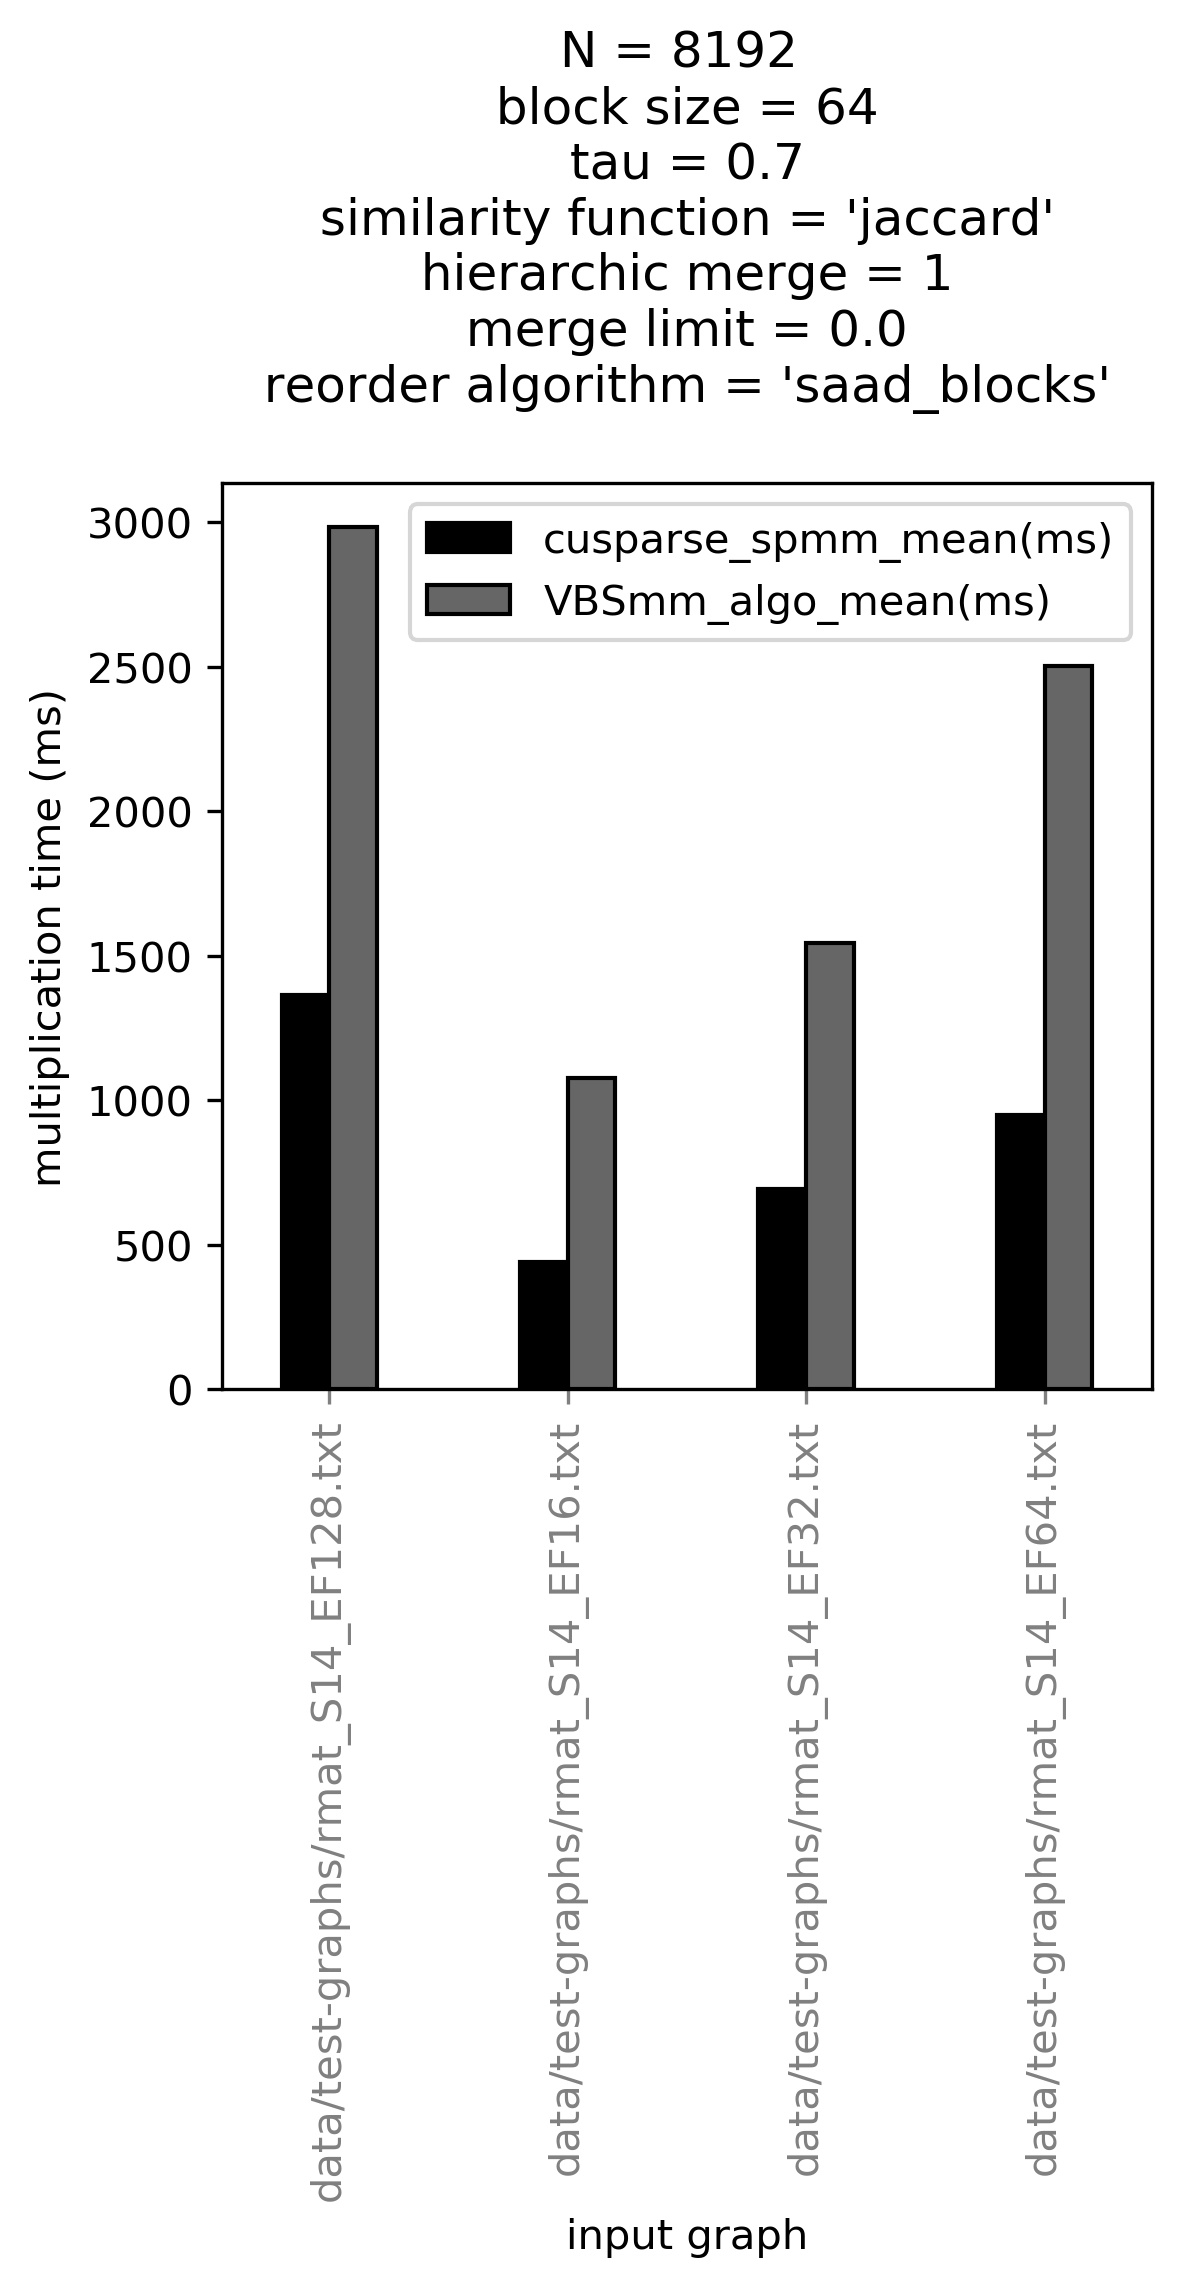 N = 8192
block size = 64
tau = 0.7
similarity function = 'jaccard'
hierarchic merge = 1
merge limit = 0.0
reorder algorithm = 'saad_blocks'
cusparse_spmm_mean(ms)
VBSmm_algo_mean(ms)
multiplication time (ms)
3000
2500
2000
1500
1000
500
0
data/test-graphs/rmat_S14_EF128.txt
data/test-graphs/rmat_S14_EF16.txt
data/test-graphs/rmat_S14_EF32.txt
data/test-graphs/rmat_S14_EF64.txt
input graph